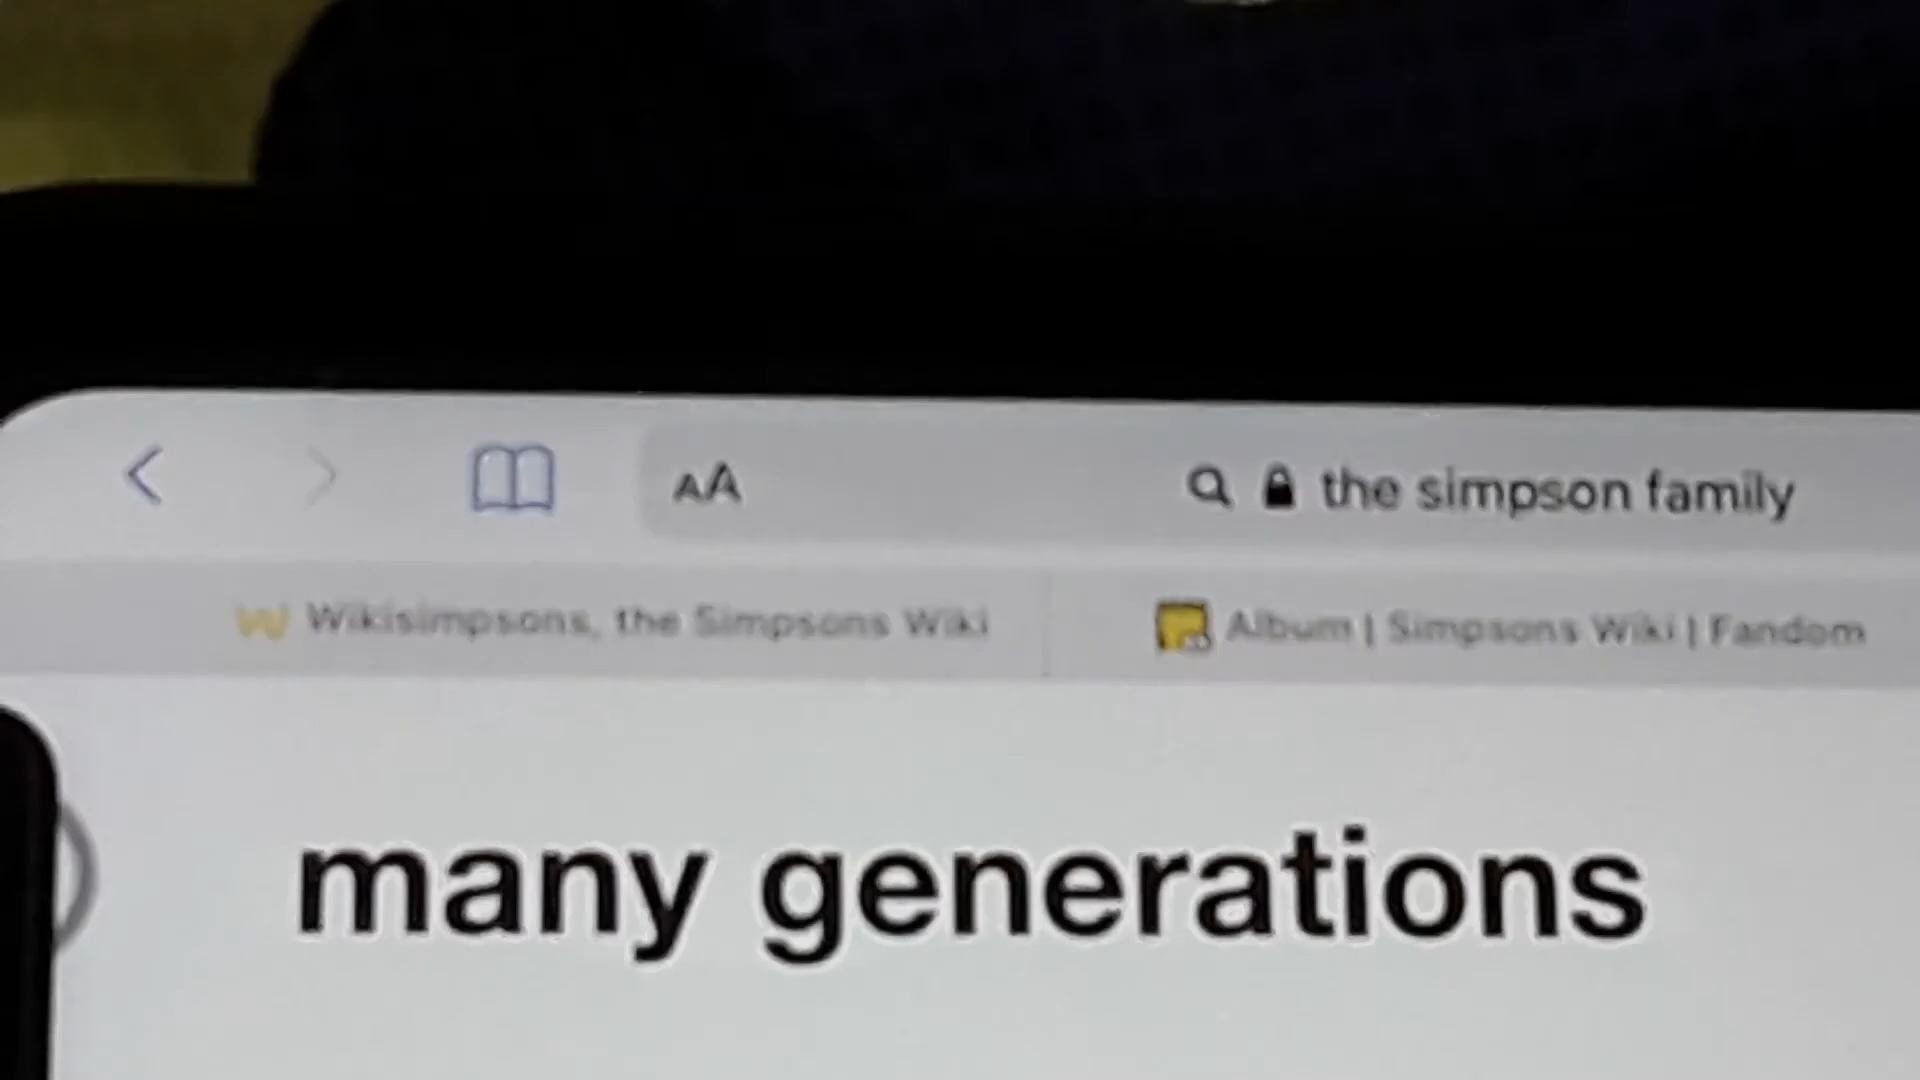 AA the simpson family
Wikisimpsons, the Simpsons Wiki Album | Simpsons Wiki | Fandom
many generations